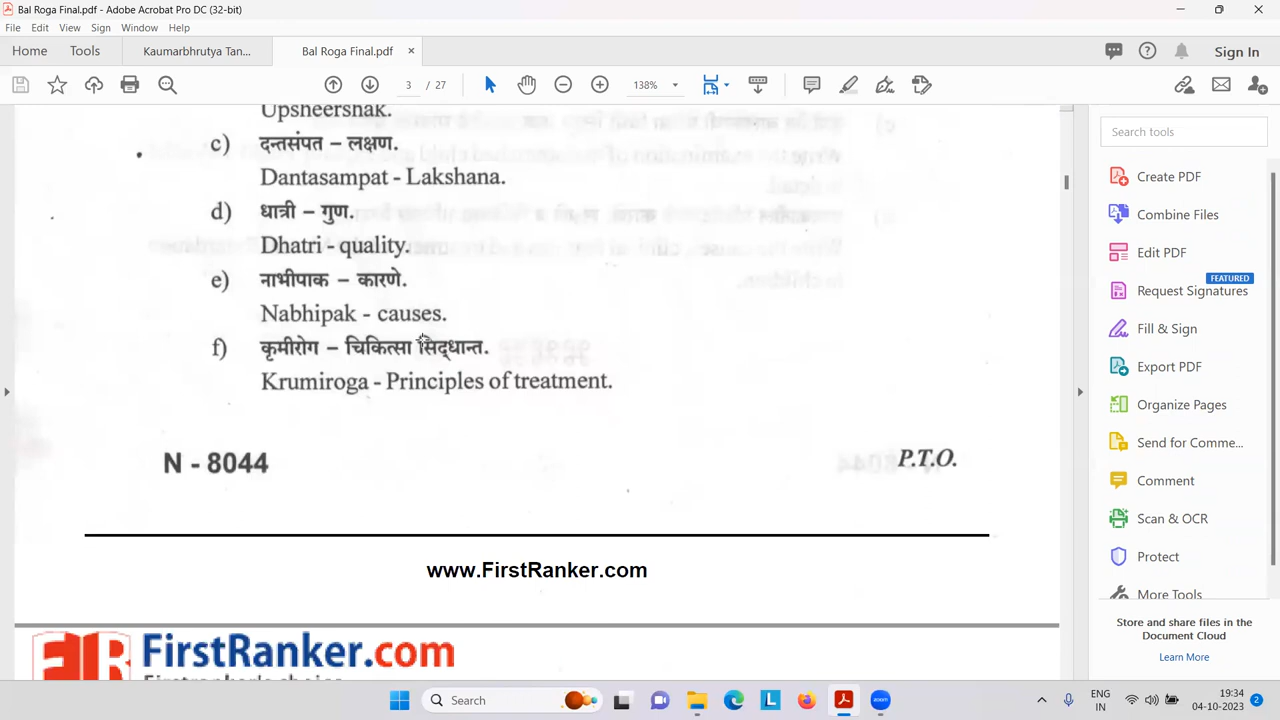 Bal Roga Final.pdf - Adobe Acrobat Pro DC (32-bit)
File Edit View Sign Window Help
Home Tools Kaumarbhrutya Tan... Bal Roga Final.pdf × Sign In
3 / 27 138%
Upsheershak.
c) दन्तसंपत – लक्षण.
Dantasampat - Lakshana.
d) धात्री – गुण.
Dhatri - quality.
e) नाभीपाक – कारणे.
Nabhipak - causes.
f) कृमीरोग – चिकित्सा सिद्धान्त.
Krumiroga - Principles of treatment.
N - 8044 P.T.O.
www.FirstRanker.com
FR FirstRanker.com
Search tools
Create PDF
Combine Files
Edit PDF
FEATURED
Request Signatures
Fill & Sign
Export PDF
Organize Pages
Send for Comme...
Comment
Scan & OCR
Protect
More Tools
Store and share files in the
Document Cloud
Learn More
Search
zoom
ENG
IN
19:34
04-10-2023
2